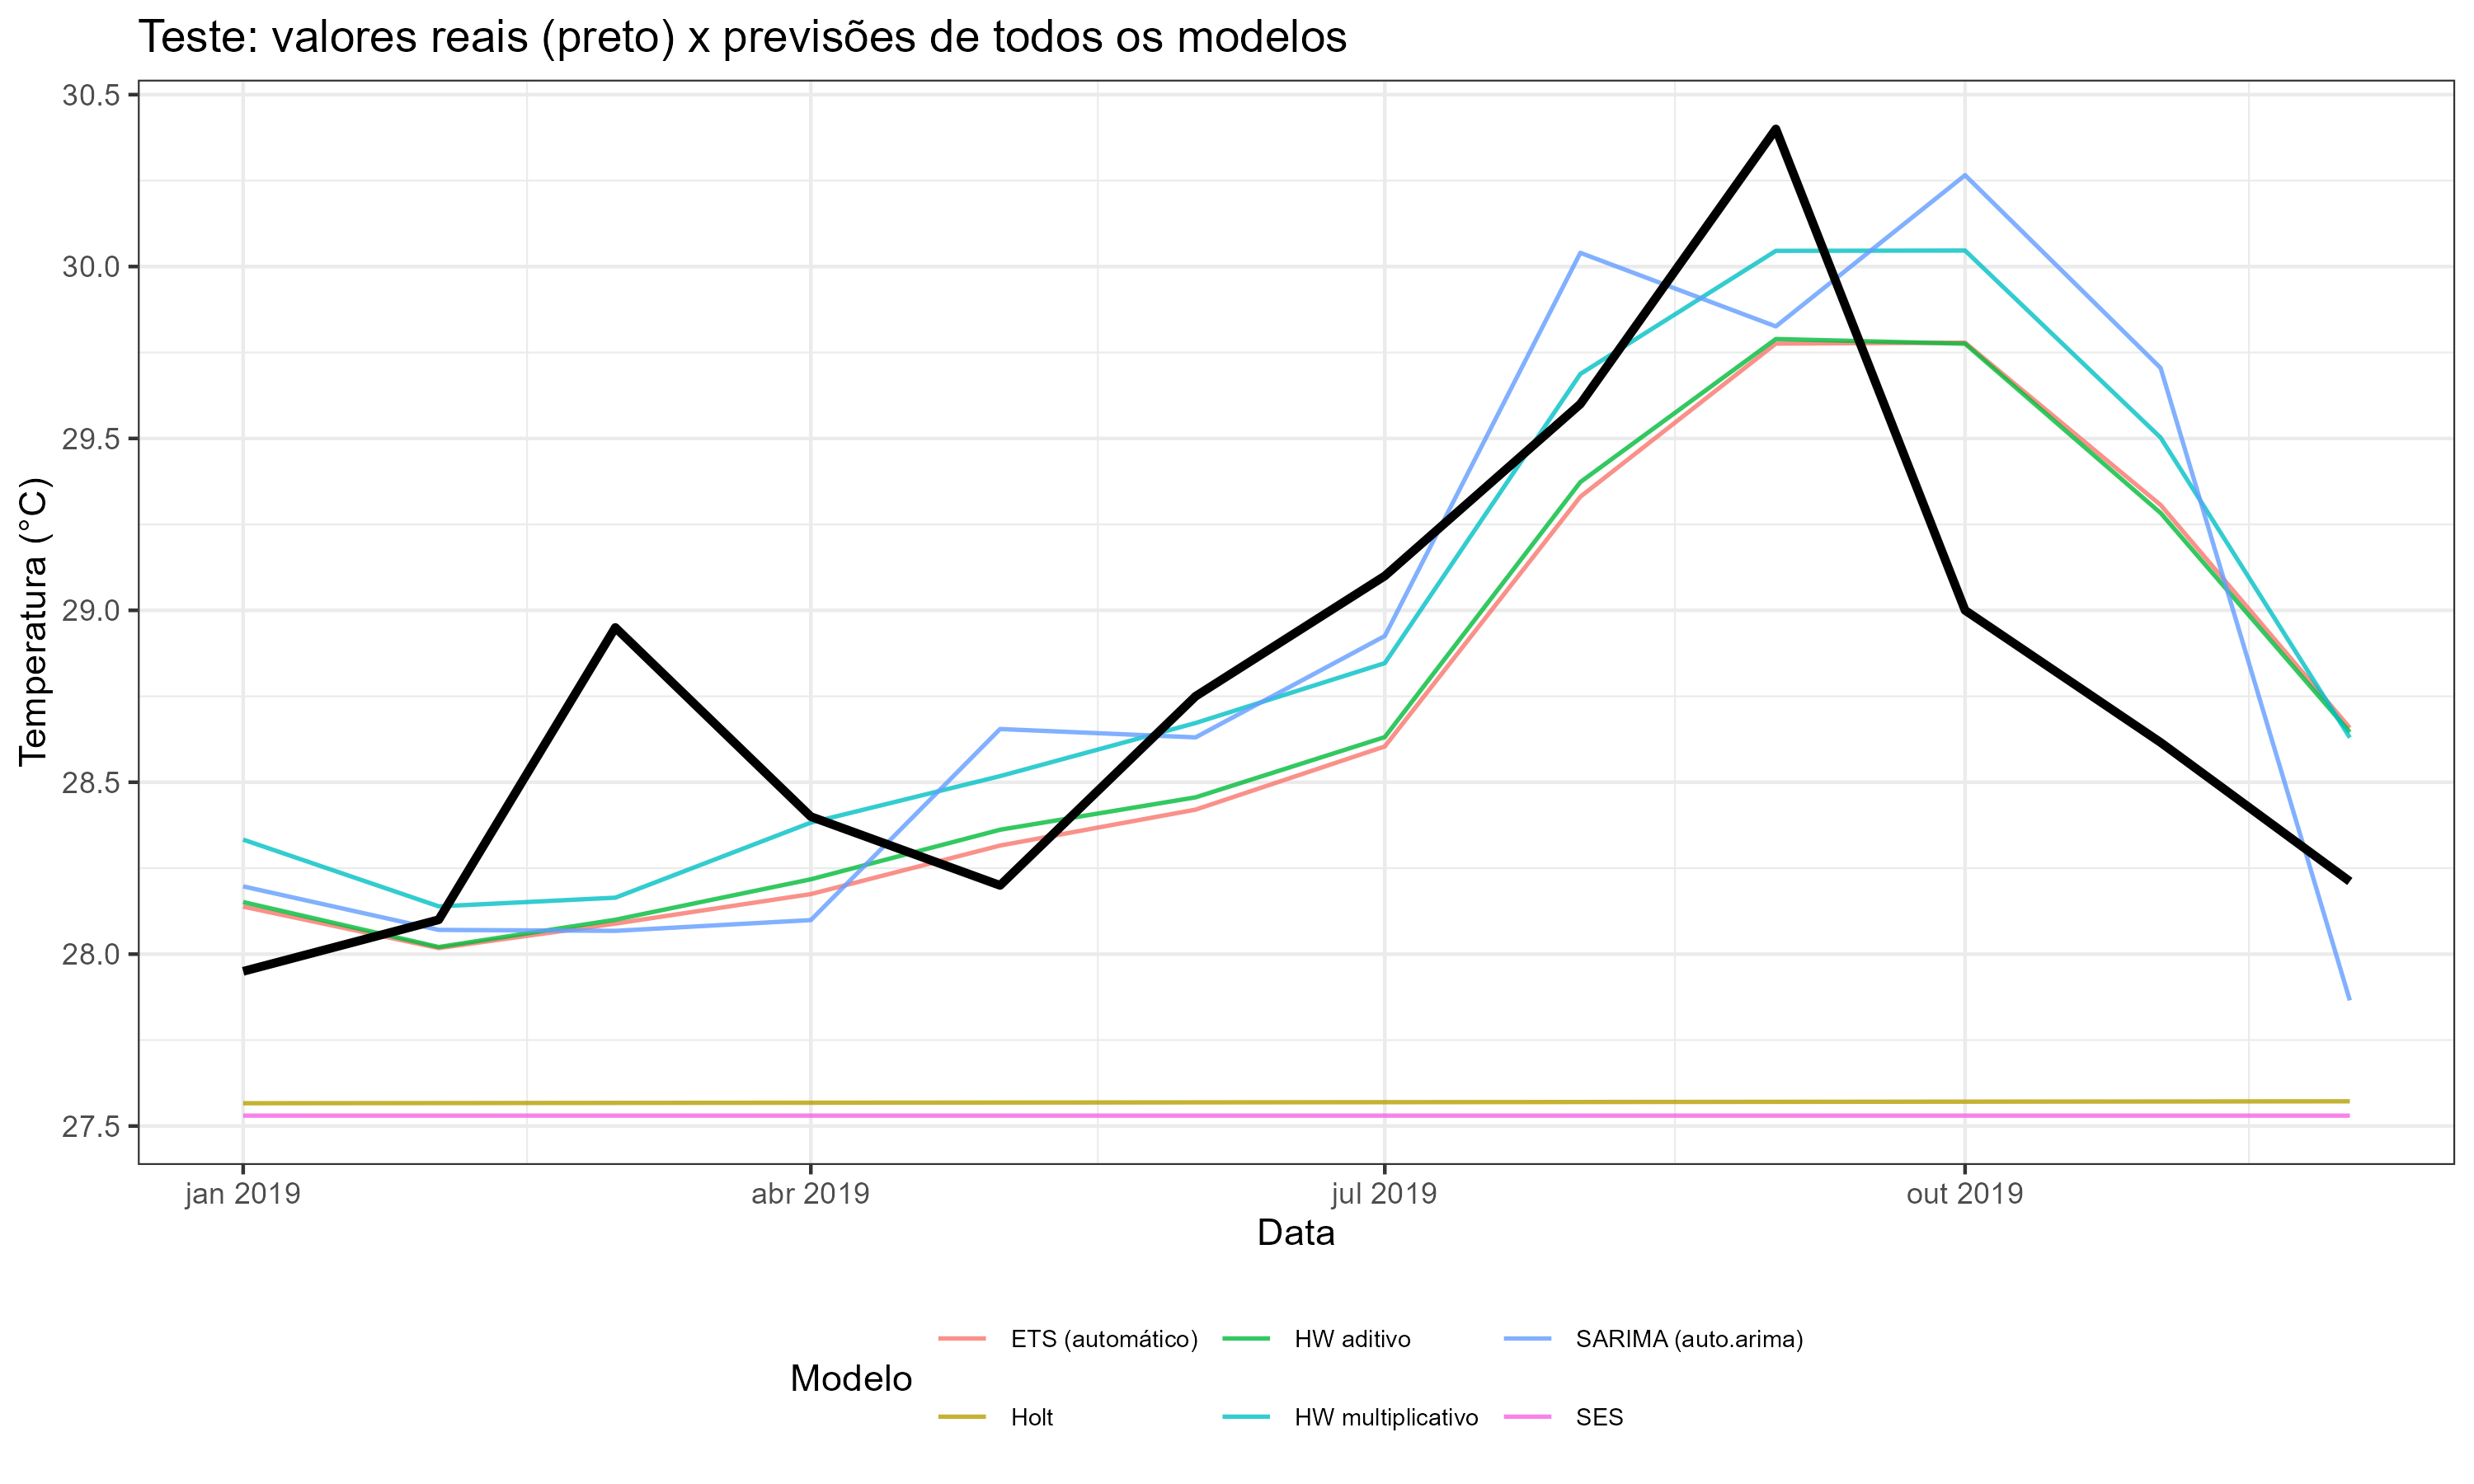 Teste: valores reais (preto) x previsões de todos os modelos
Temperatura (°C)
30.5
30.0
29.5
29.0
28.5
28.0
27.5
jan 2019
abr 2019
jul 2019
out 2019
Data
Modelo
ETS (automático)
HW aditivo
SARIMA (auto.arima)
Holt
HW multiplicativo
SES